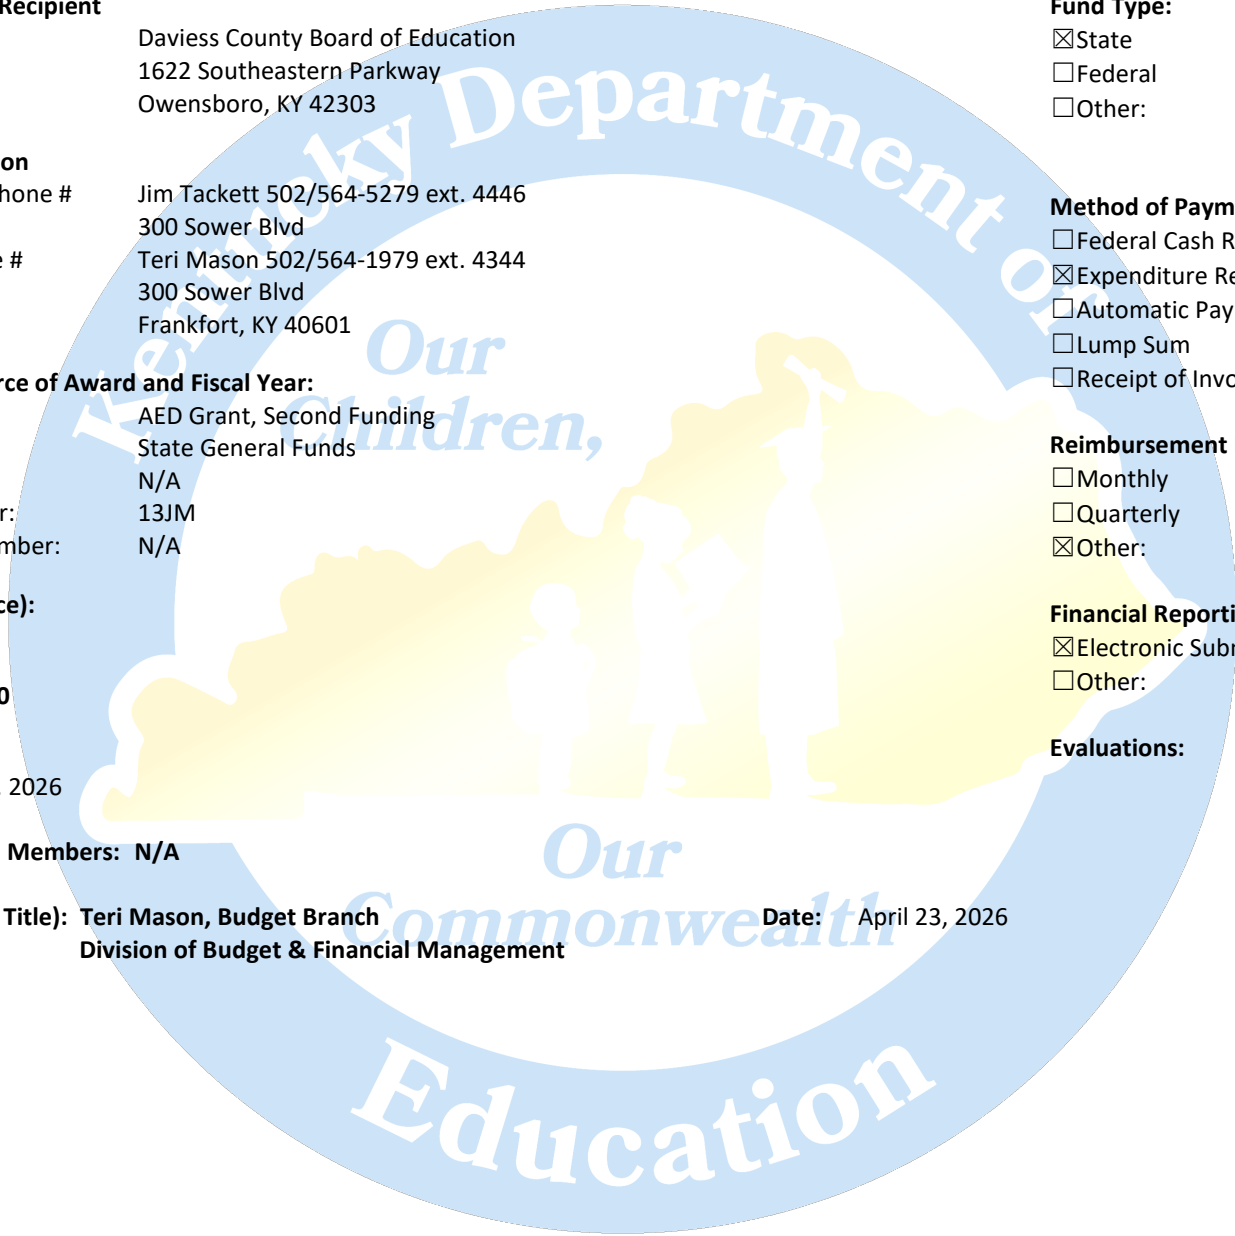 Recipient
Daviess County Board of Education
1622 Southeastern Parkway
Owensboro, KY 42303
on
hone # Jim Tackett 502/564-5279 ext. 4446
300 Sower Blvd
e # Teri Mason 502/564-1979 ext. 4344
300 Sower Blvd
Frankfort, KY 40601
rce of Award and Fiscal Year:
AED Grant, Second Funding
State General Funds
N/A
r: 13JM
mber: N/A
ce):
0
, 2026
Members: N/A
Title): Teri Mason, Budget Branch Date: April 23, 2026
Division of Budget & Financial Management
Fund Type:
☒State
☐Federal
☐Other:
Method of Paym
☐Federal Cash R
☒Expenditure Re
☐Automatic Pay
☐Lump Sum
☐Receipt of Invo
Reimbursement
☐Monthly
☐Quarterly
☒Other:
Financial Reporti
☒Electronic Subr
☐Other:
Evaluations:
Kentucky Department of
Education
Our
Children,
Our
Commonwealth